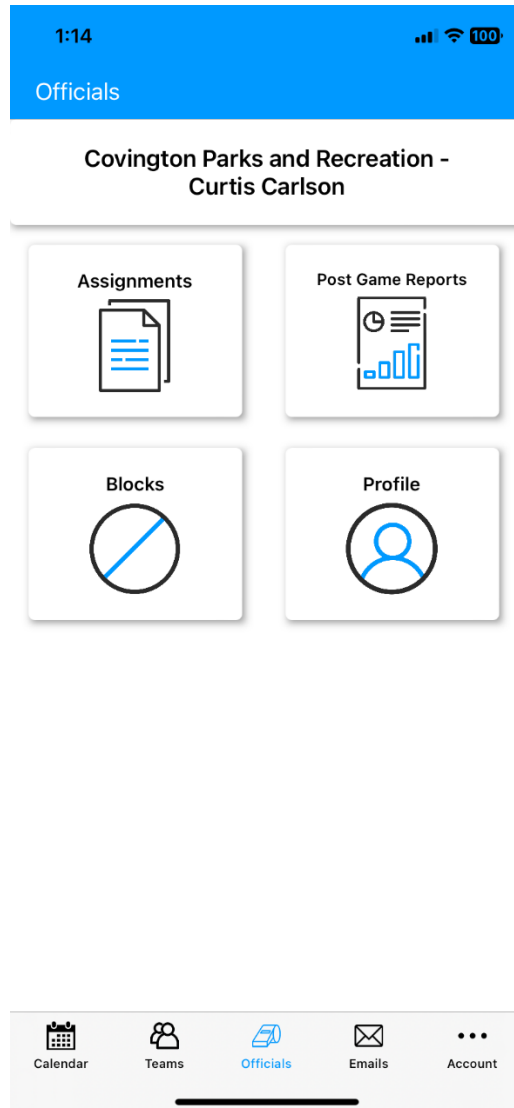 1:14
100
Officials
Covington Parks and Recreation -
Curtis Carlson
Assignments
Post Game Reports
Blocks
Profile
Calendar
Teams
Officials
Emails
Account